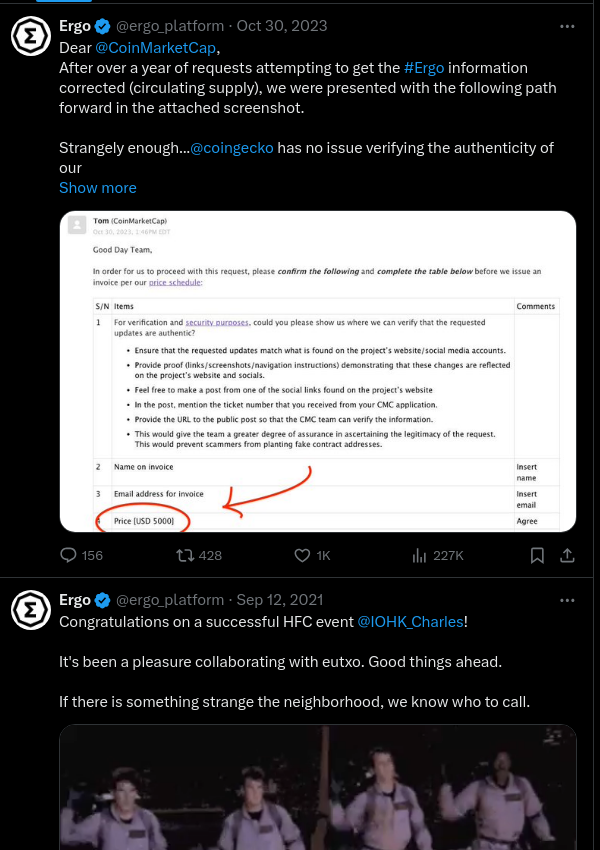 Ergo @ergo_platform · Oct 30, 2023
Dear @CoinMarketCap,
After over a year of requests attempting to get the #Ergo information
corrected (circulating supply), we were presented with the following path
forward in the attached screenshot.
Strangely enough...@coingecko has no issue verifying the authenticity of
our
Show more
Tom (CoinMarketCap)
Oct 30, 2023, 1:46PM EDT
Good Day Team,
In order for us to proceed with this request, please confirm the following and complete the table below before we issue an
invoice per our price schedule:
S/N Items Comments
1 For verification and security purposes, could you please show us where we can verify that the requested
updates are authentic?
• Ensure that the requested updates match what is found on the project's website/social media accounts.
• Provide proof (links/screenshots/navigation instructions) demonstrating that these changes are reflected
on the project's website and socials.
• Feel free to make a post from one of the social links found on the project's website
• In the post, mention the ticket number that you received from your CMC application.
• Provide the URL to the public post so that the CMC team can verify the information.
• This would give the team a greater degree of assurance in ascertaining the legitimacy of the request.
This would prevent scammers from planting fake contract addresses.
2 Name on invoice Insert
name
3 Email address for invoice Insert
email
4 Price (USD 5000) Agree
156 428 1K 227K
Ergo @ergo_platform · Sep 12, 2021
Congratulations on a successful HFC event @IOHK_Charles!
It's been a pleasure collaborating with eutxo. Good things ahead.
If there is something strange the neighborhood, we know who to call.